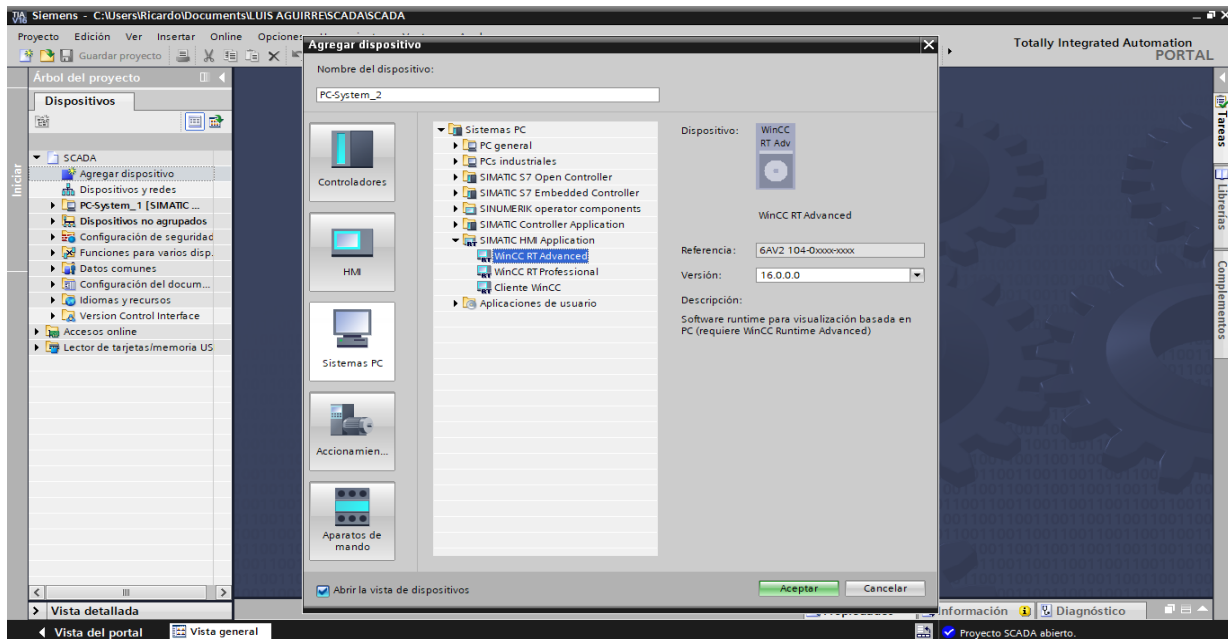 Siemens - C:\Users\Ricardo\Documents\LUIS AGUIRRE\SCADA\SCADA
Proyecto Edición Ver Insertar Online
Guardar proyecto
Totally Integrated Automation
PORTAL
Árbol del proyecto
Dispositivos
SCADA
Agregar dispositivo
Dispositivos y redes
PC-System_1 [SIMATIC ...
Dispositivos no agrupados
Configuración de seguridad
Funciones para varios disp.
Datos comunes
Configuración del docum...
Idiomas y recursos
Version Control Interface
Accesos online
Lector de tarjetas/memoria US
Vista detallada
Iniciar
Agregar dispositivo
Nombre del dispositivo:
PC-System_2
Controladores
HMI
Sistemas PC
Accionamien...
Aparatos de
mando
Sistemas PC
PC general
PCs industriales
SIMATIC S7 Open Controller
SIMATIC S7 Embedded Controller
SINUMERIK operator components
SIMATIC Controller Application
SIMATIC HMI Application
WinCC RT Advanced
WinCC RT Professional
Cliente WinCC
Aplicaciones de usuario
Dispositivo:
WinCC
RT Adv
WinCC RT Advanced
Referencia: 6AV2 104-0xxxx-xxxx
Versión: 16.0.0.0
Descripción:
Software runtime para visualización basada en
PC (requiere WinCC Runtime Advanced)
Abrir la vista de dispositivos
Aceptar
Cancelar
Tareas
Librerías
Complementos
Información
Diagnóstico
Vista del portal
Vista general
Proyecto SCADA abierto.